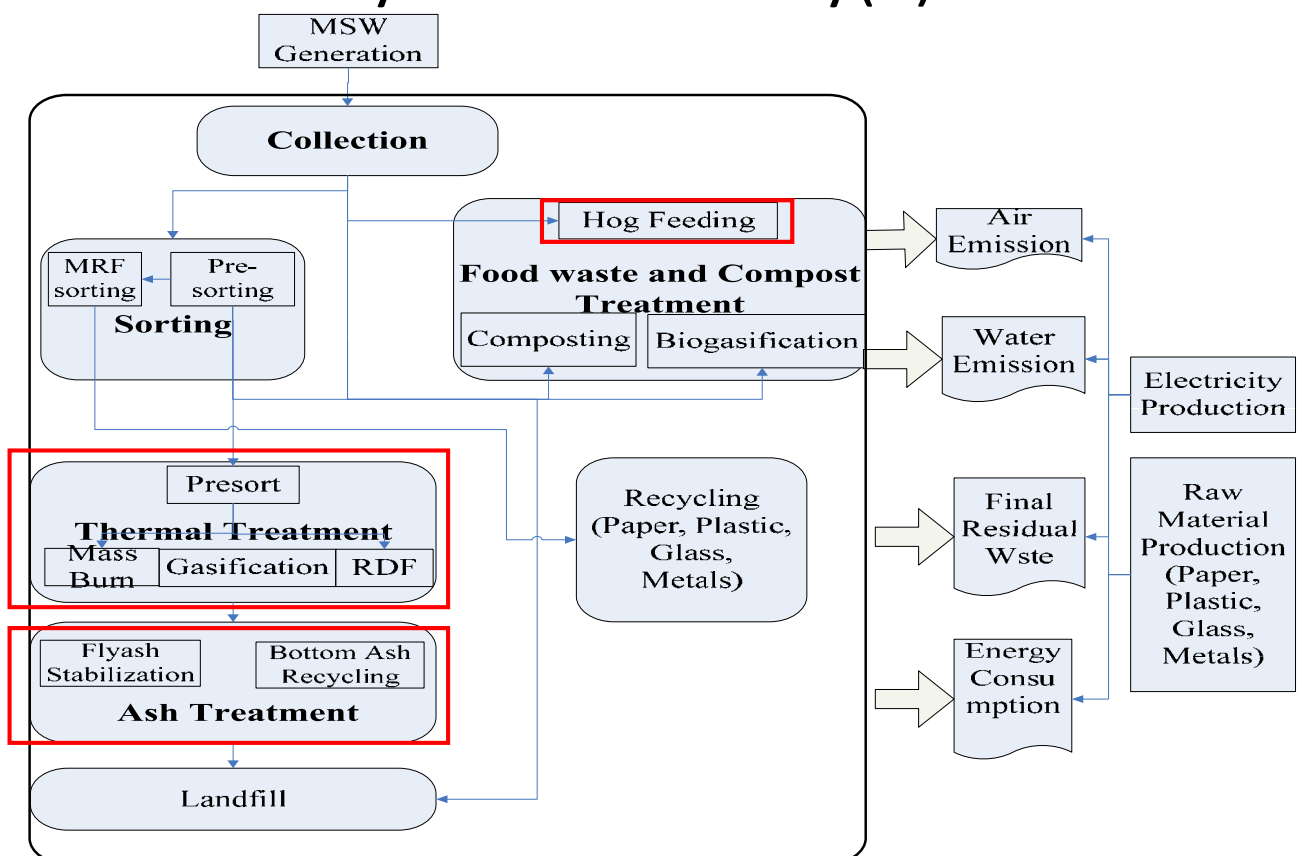 MSW
Generation
Collection
Hog Feeding
Air
Emission
MRF
sorting
Pre-
sorting
Food waste and Compost
Treatment
Sorting
Composting
Biogasification
Water
Emission
Electricity
Production
Presort
Thermal Treatment
Mass
Burn
Gasification
RDF
Recycling
(Paper, Plastic,
Glass,
Metals)
Final
Residual
Wste
Raw
Material
Production
(Paper,
Plastic,
Glass,
Metals)
Flyash
Stabilization
Bottom Ash
Recycling
Ash Treatment
Energy
Consu
mption
Landfill